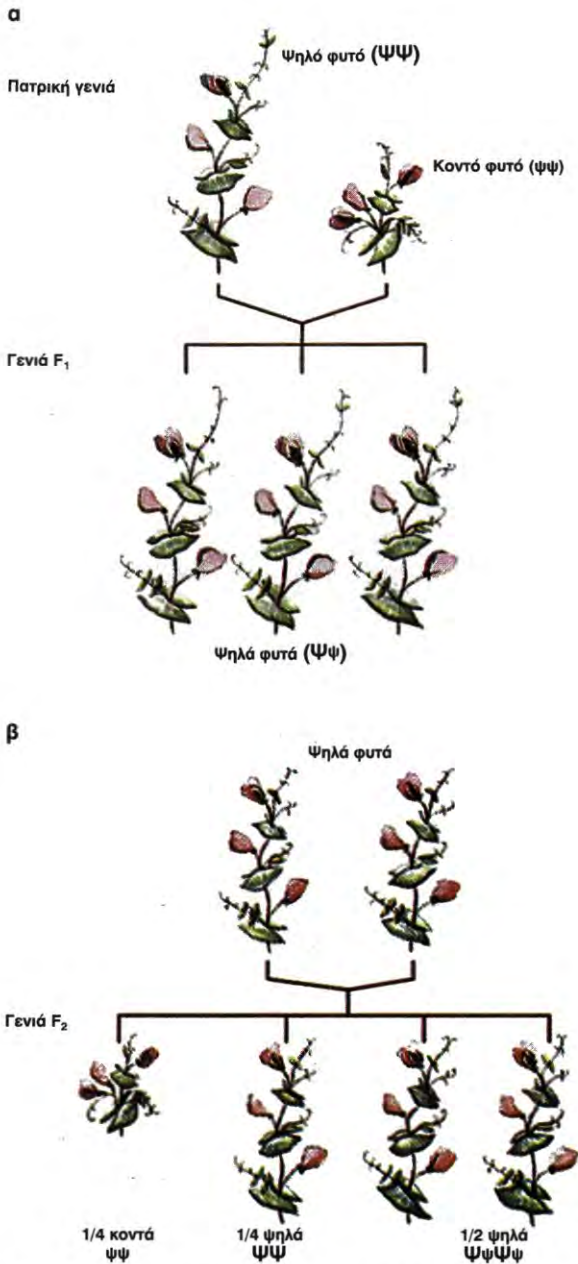 α
Ψηλό φυτό (ΨΨ)
Πατρική γενιά
Κοντό φυτό (ψψ)
Γενιά F₁
Ψηλά φυτά (Ψψ)
β
Ψηλά φυτά
Γενιά F₂
1/4 κοντά
ψψ
1/4 ψηλά
ΨΨ
1/2 ψηλά
ΨψΨψ